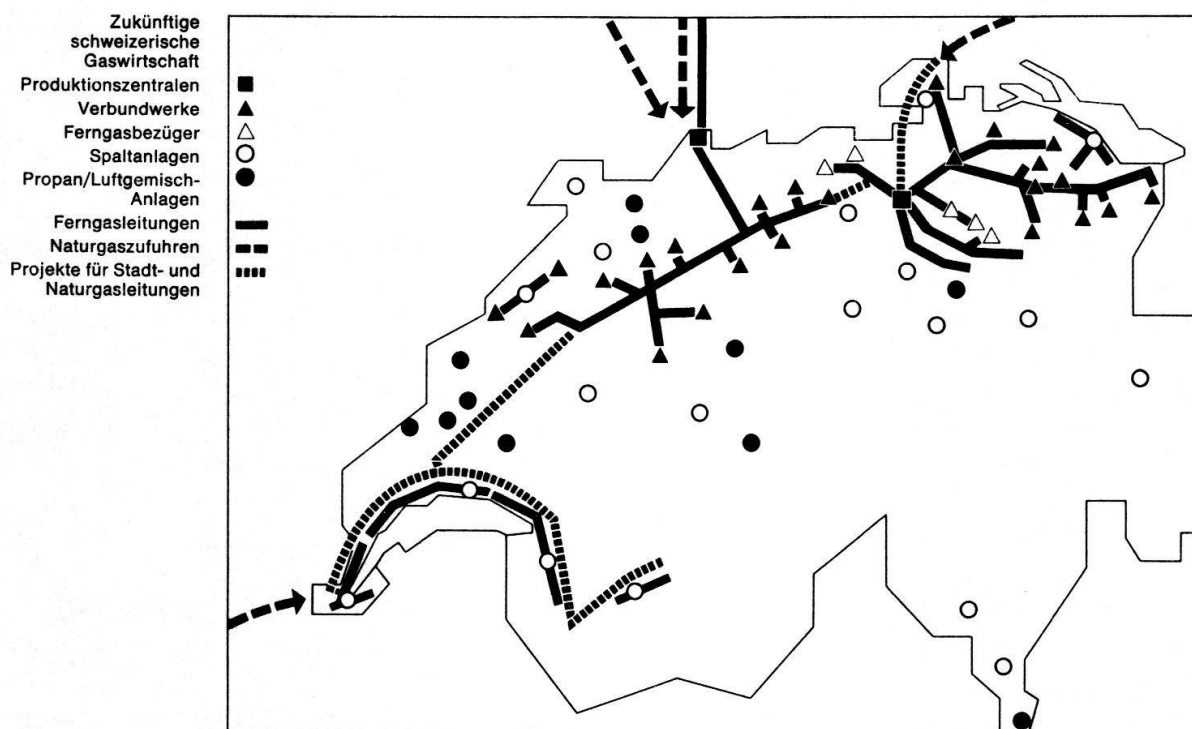 Zukünftige
schweizerische
Gaswirtschaft
Produktionszentralen
Verbundwerke
Ferngasbezüger
Spaltanlagen
Propan/Luftgemisch-
Anlagen
Ferngasleitungen
Naturgaszufuhren
Projekte für Stadt- und
Naturgasleitungen